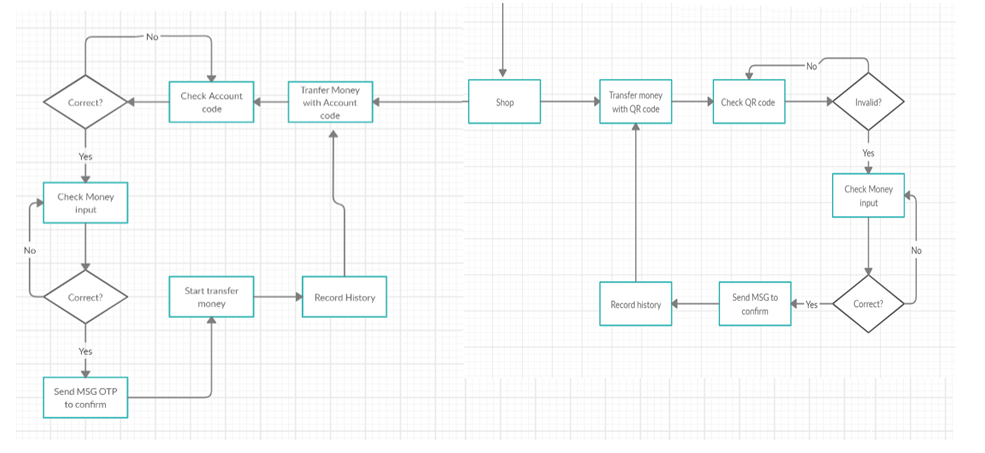 No
Correct?
Check Account
code
Tranfer Money
with Account
code
Yes
Check Money
input
No
Correct?
Start transfer
money
Record History
Yes
Send MSG OTP
to confirm
Shop
Transfer money
with QR code
Check QR code
No
Invalid?
Yes
Check Money
input
No
Correct?
Yes
Send MSG to
confirm
Record history